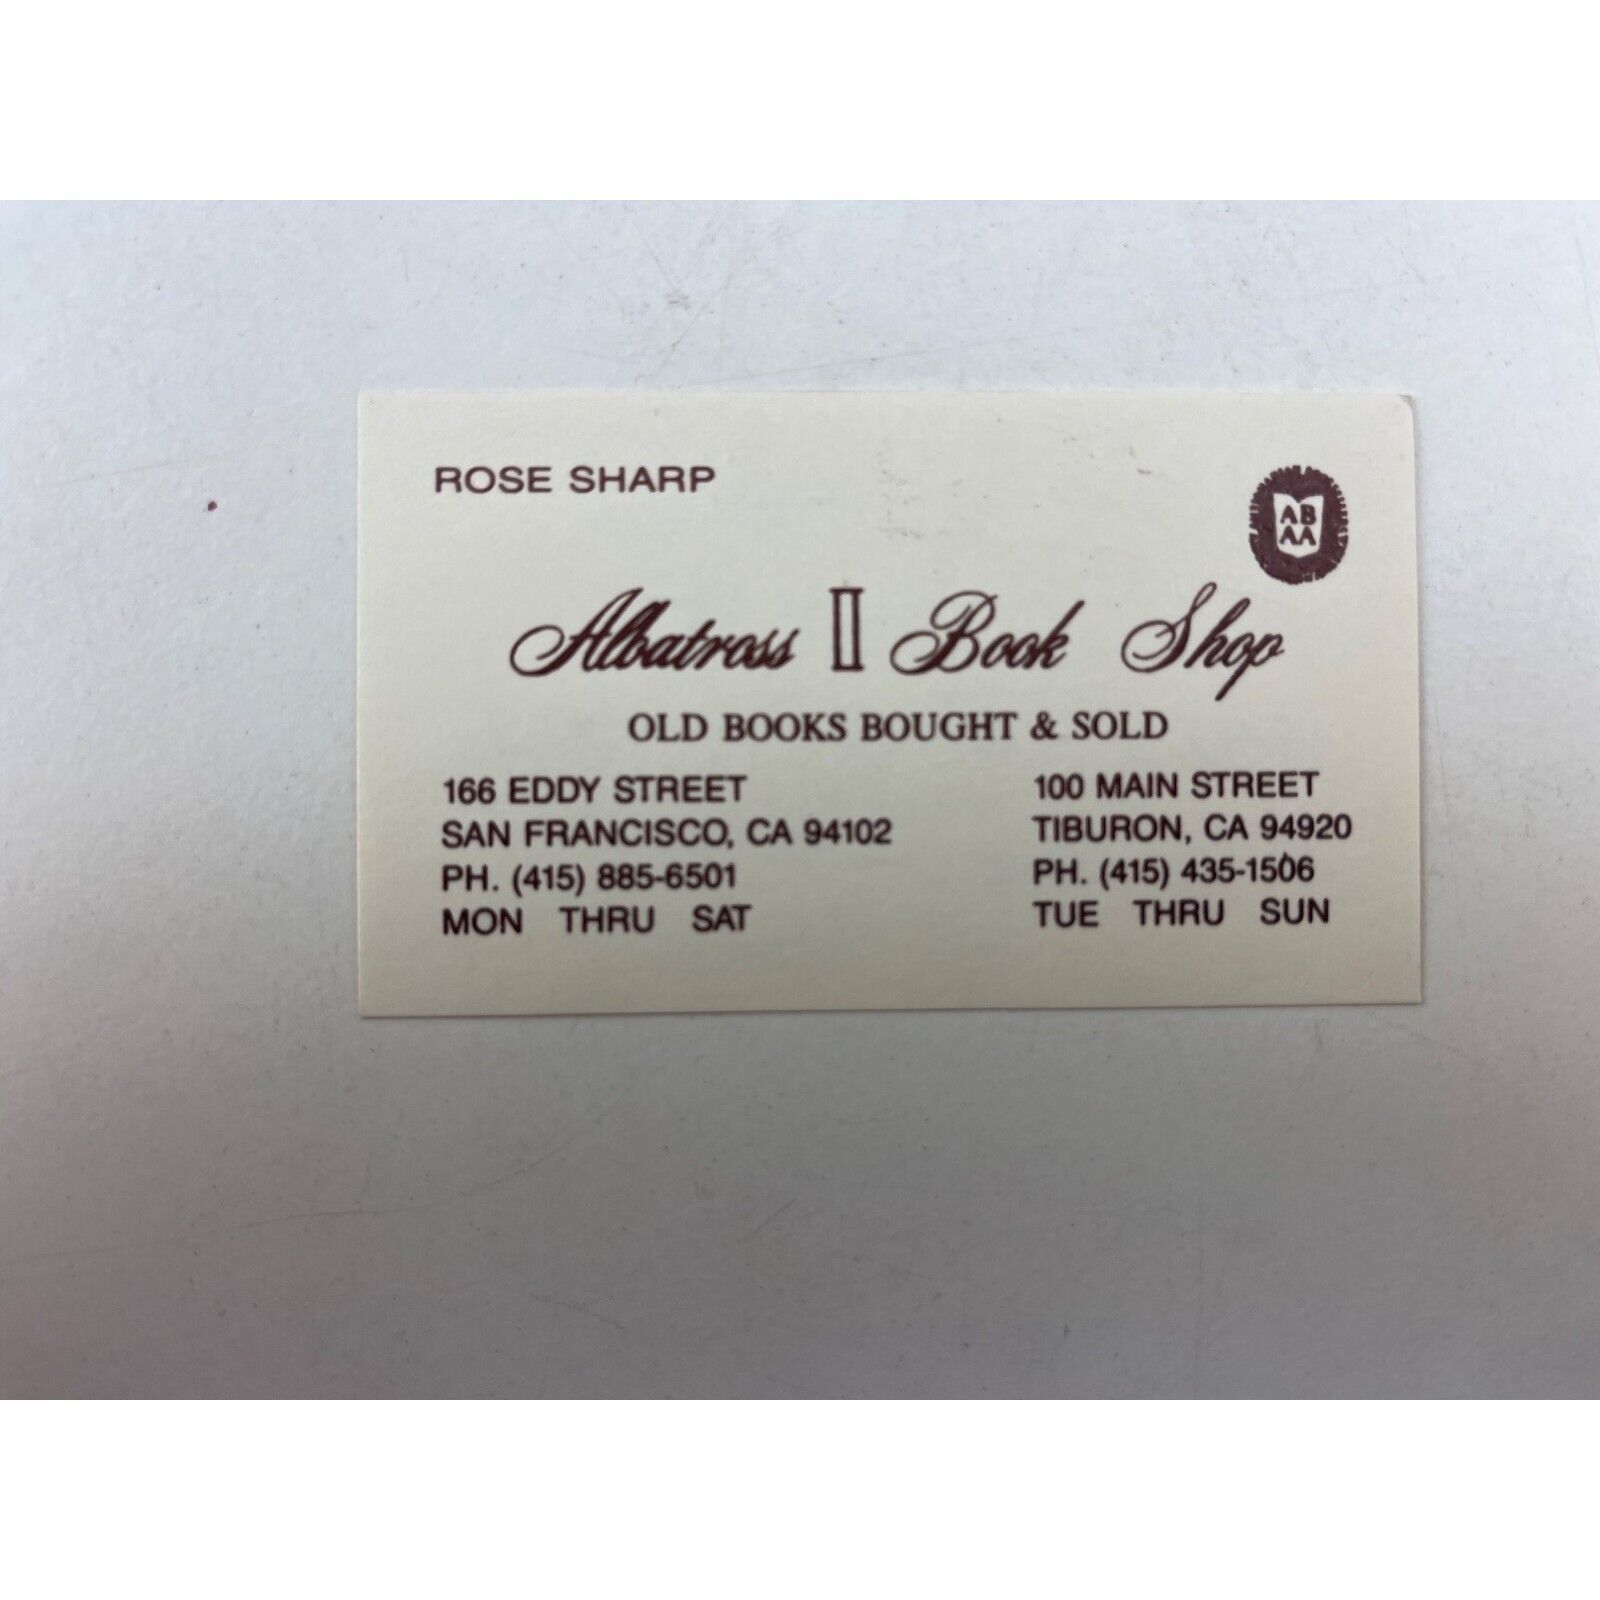 ROSE SHARP
AB
AA
Albatross II Book Shop
OLD BOOKS BOUGHT & SOLD
166 EDDY STREET
SAN FRANCISCO, CA 94102
PH. (415) 885-6501
MON THRU SAT
100 MAIN STREET
TIBURON, CA 94920
PH. (415) 435-1506
TUE THRU SUN